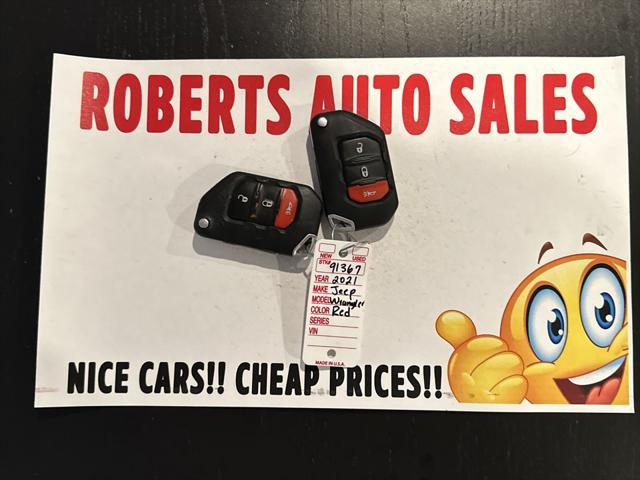 ROBERTS AUTO SALES
NEW USED
STK# 91367
YEAR 2021
MAKE Jeep
MODEL Wrangler
COLOR Red
SERIES
VIN
MADE IN U.S.A.
NICE CARS!! CHEAP PRICES!!